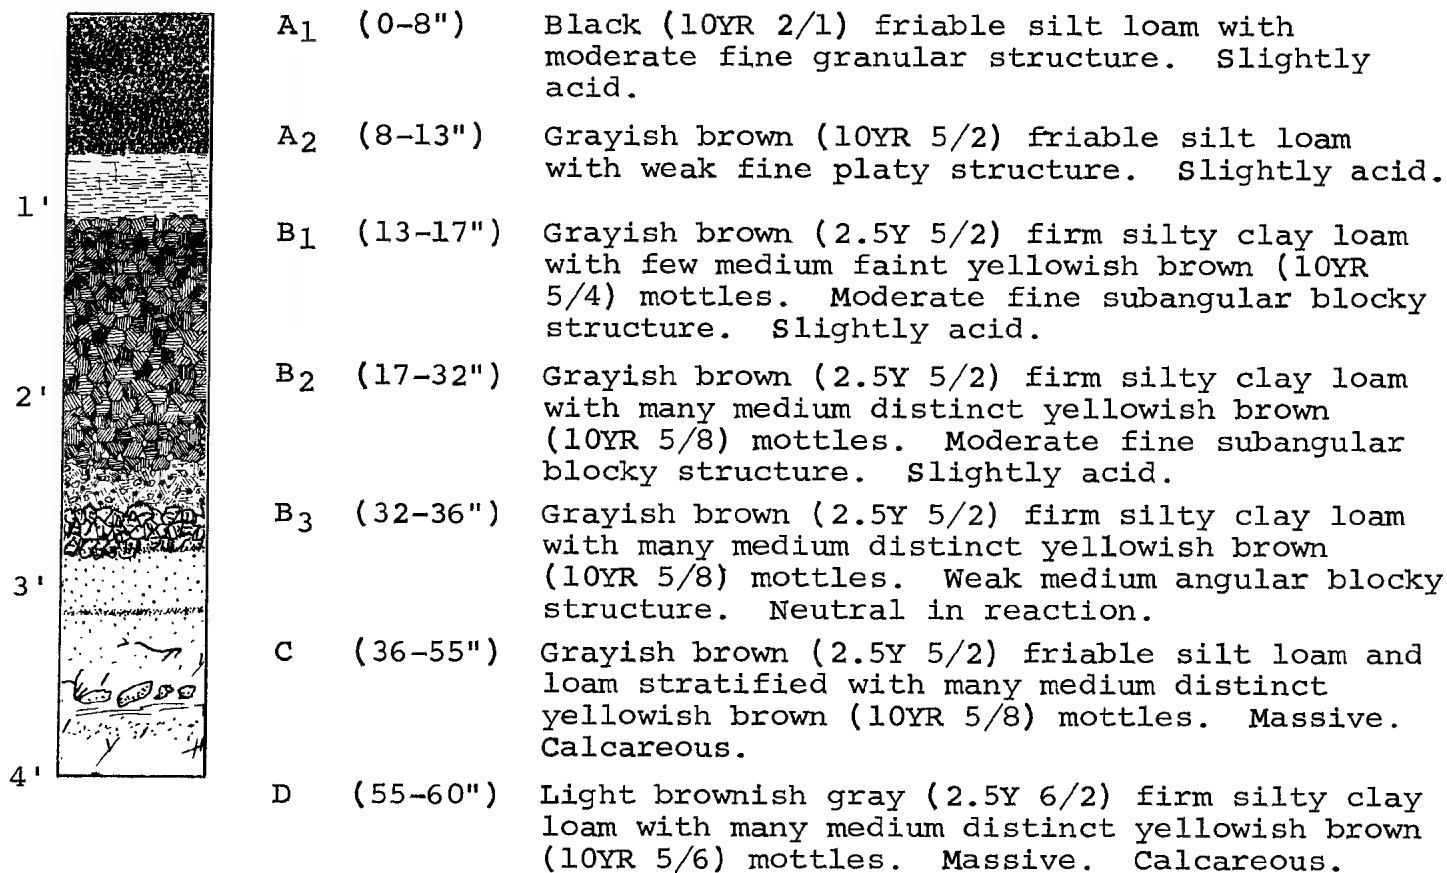 A1 (0-8") Black (10YR 2/1) friable silt loam with
moderate fine granular structure. Slightly
acid.
A2 (8-13") Grayish brown (10YR 5/2) friable silt loam
with weak fine platy structure. Slightly acid.
1'
B1 (13-17") Grayish brown (2.5Y 5/2) firm silty clay loam
with few medium faint yellowish brown (10YR
5/4) mottles. Moderate fine subangular blocky
structure. Slightly acid.
B2 (17-32") Grayish brown (2.5Y 5/2) firm silty clay loam
2'
with many medium distinct yellowish brown
(10YR 5/8) mottles. Moderate fine subangular
blocky structure. Slightly acid.
B3 (32-36") Grayish brown (2.5Y 5/2) firm silty clay loam
with many medium distinct yellowish brown
3'
(10YR 5/8) mottles. Weak medium angular blocky
structure. Neutral in reaction.
C (36-55") Grayish brown (2.5Y 5/2) friable silt loam and
loam stratified with many medium distinct
yellowish brown (10YR 5/8) mottles. Massive.
Calcareous.
4'
D (55-60") Light brownish gray (2.5Y 6/2) firm silty clay
loam with many medium distinct yellowish brown
(10YR 5/6) mottles. Massive. Calcareous.